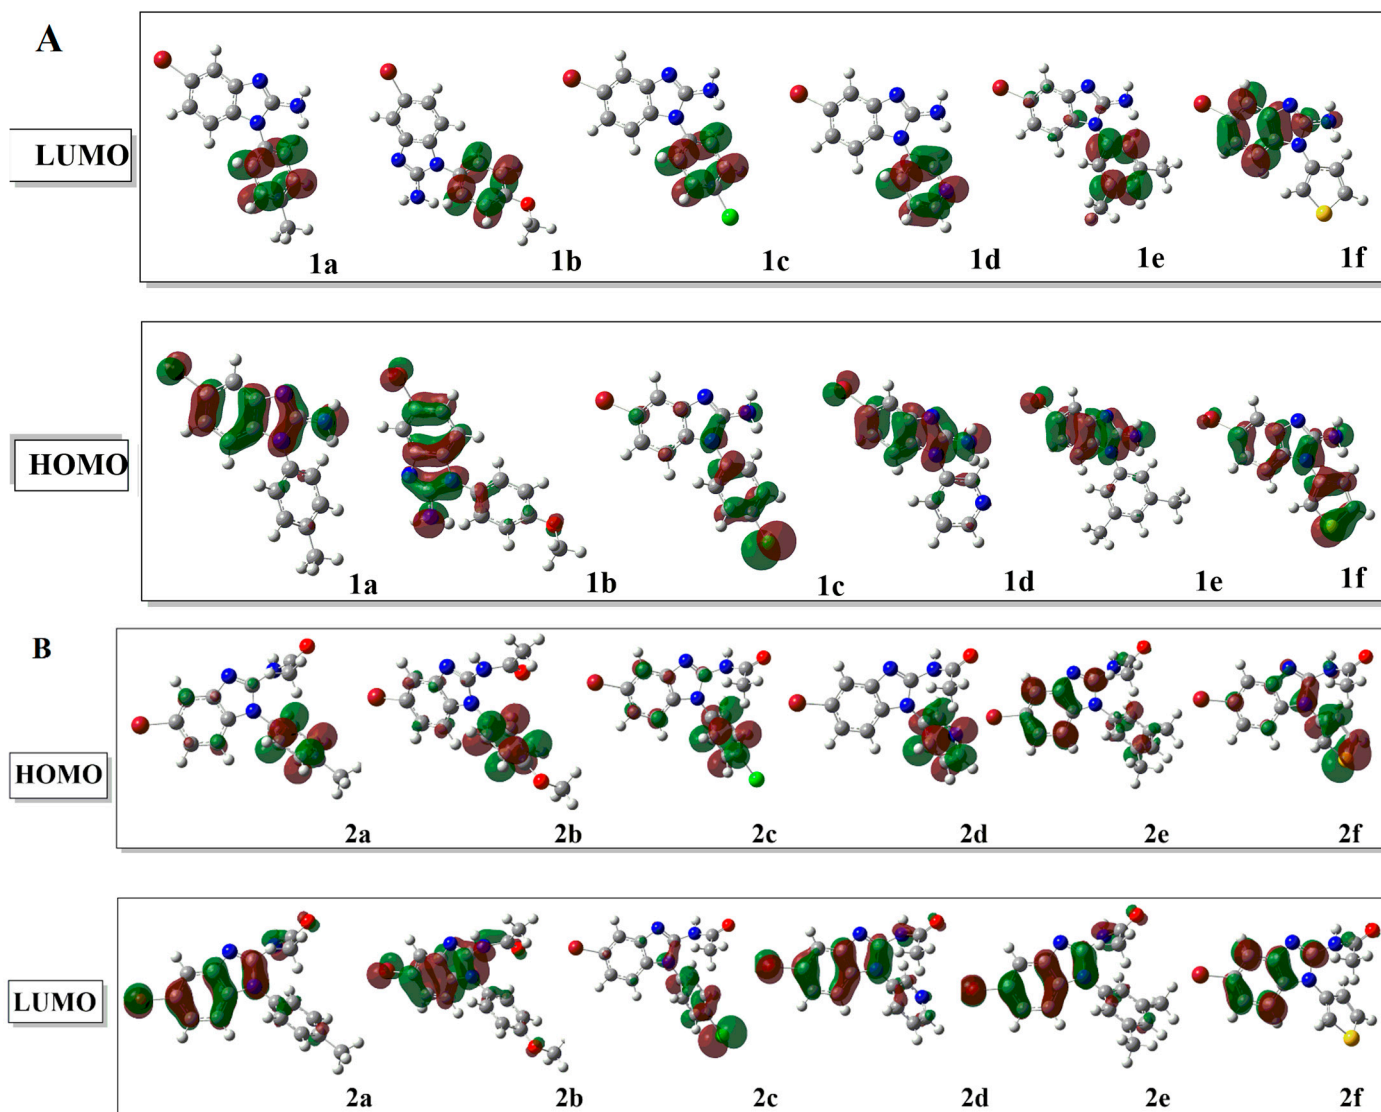 A
LUMO
1a 1b 1c 1d 1e 1f
HOMO
1a 1b 1c 1d 1e 1f
B
HOMO
2a 2b 2c 2d 2e 2f
LUMO
2a 2b 2c 2d 2e 2f